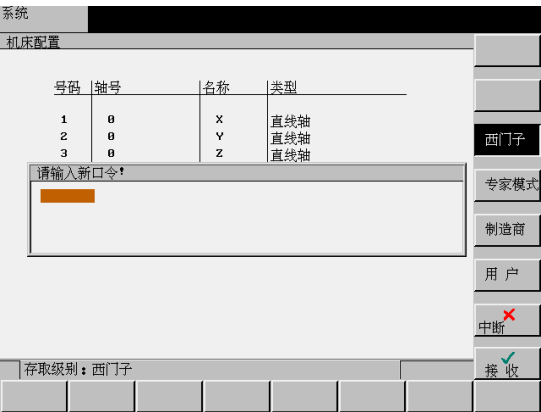 系统
机床配置
号码 轴号 名称 类型
1 0 X 直线轴
2 0 Y 直线轴
3 0 Z 直线轴
请输入新口令!
西门子
专家模式
制造商
用 户
中断
存取级别:西门子
接 收